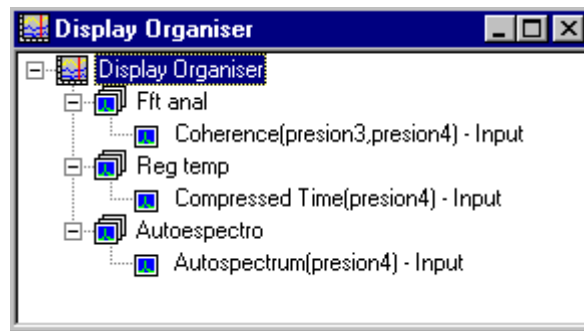 Display Organiser
Display Organiser
Fft anal
Coherence(presion3,presion4) - Input
Reg temp
Compressed Time(presion4) - Input
Autoespectro
Autospectrum(presion4) - Input